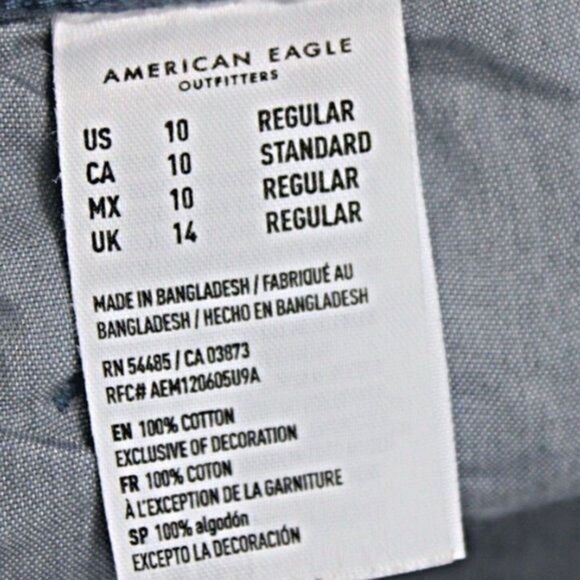 AMERICAN EAGLE
OUTFITTERS
US 10 REGULAR
CA 10 STANDARD
MX 10 REGULAR
UK 14 REGULAR
MADE IN BANGLADESH / FABRIQUÉ AU
BANGLADESH / HECHO EN BANGLADESH
RN 54485 / CA 03873
RFC# AEM120605U9A
EN 100% COTTON
EXCLUSIVE OF DECORATION
FR 100% COTON
À L'EXCEPTION DE LA GARNITURE
SP 100% algodón
EXCEPTO LA DECORACIÓN